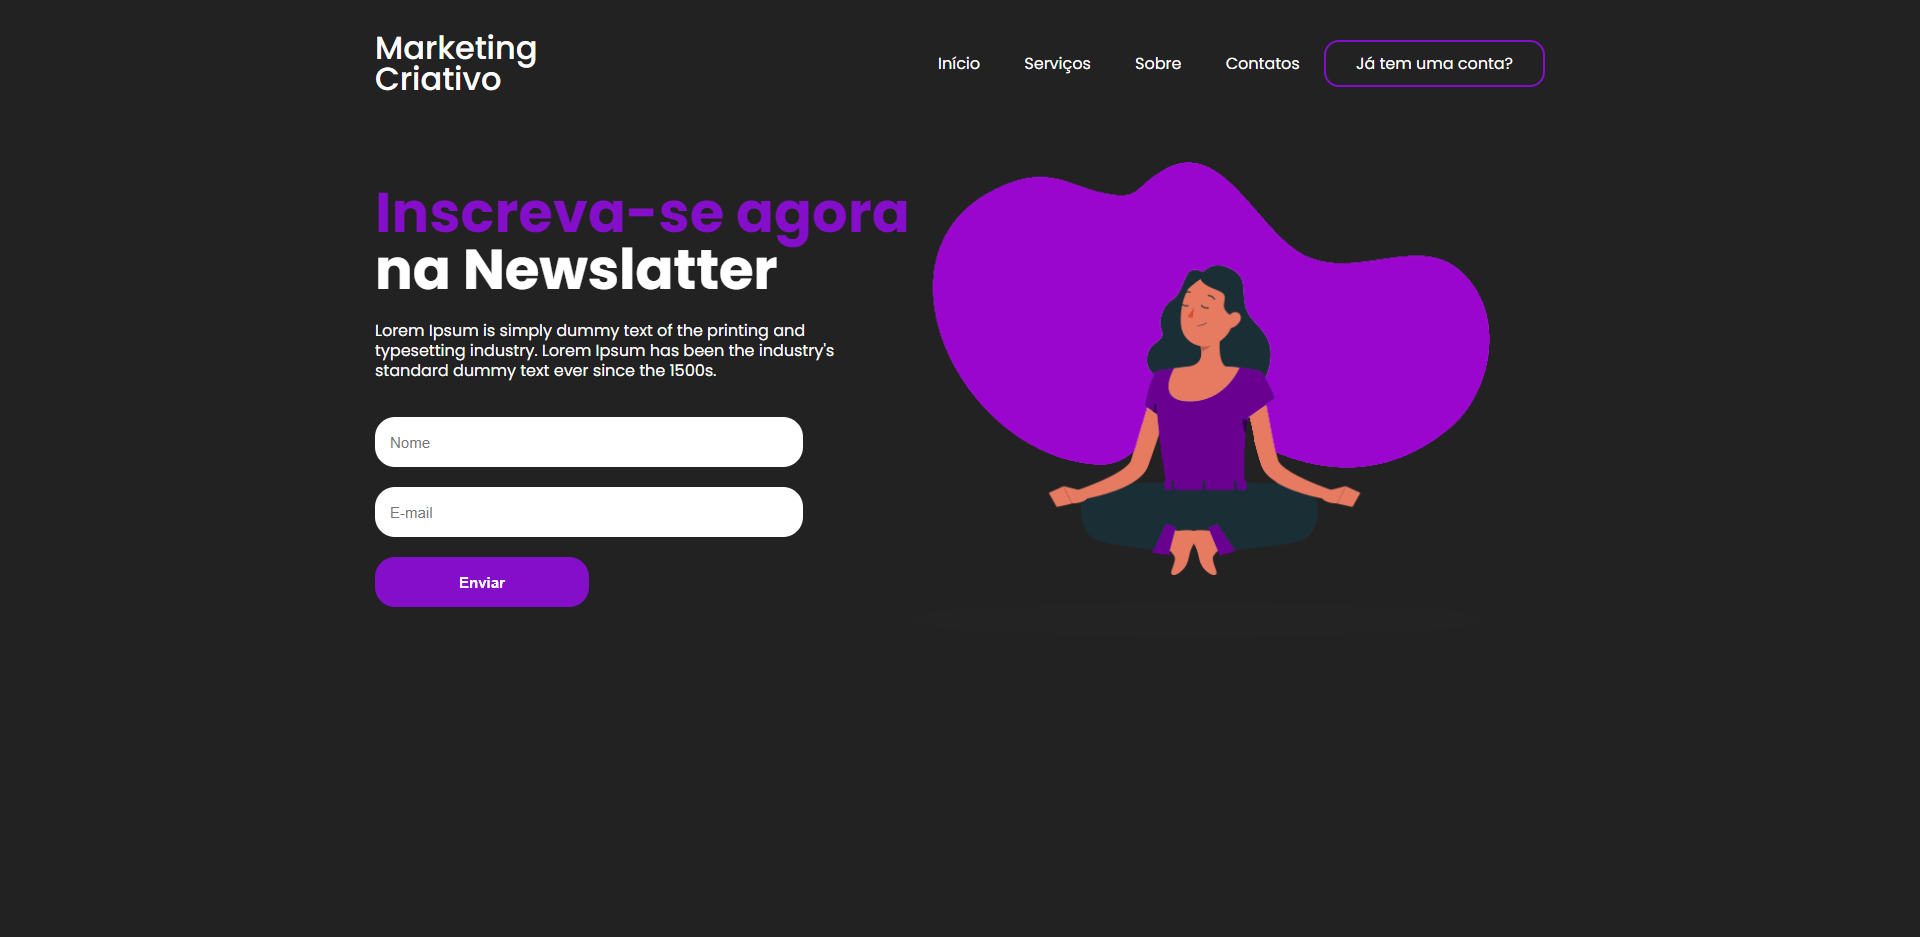 Marketing
Criativo
Início
Serviços
Sobre
Contatos
Já tem uma conta?
Inscreva-se agora
na Newslatter
Lorem Ipsum is simply dummy text of the printing and
typesetting industry. Lorem Ipsum has been the industry's
standard dummy text ever since the 1500s.
Nome
E-mail
Enviar